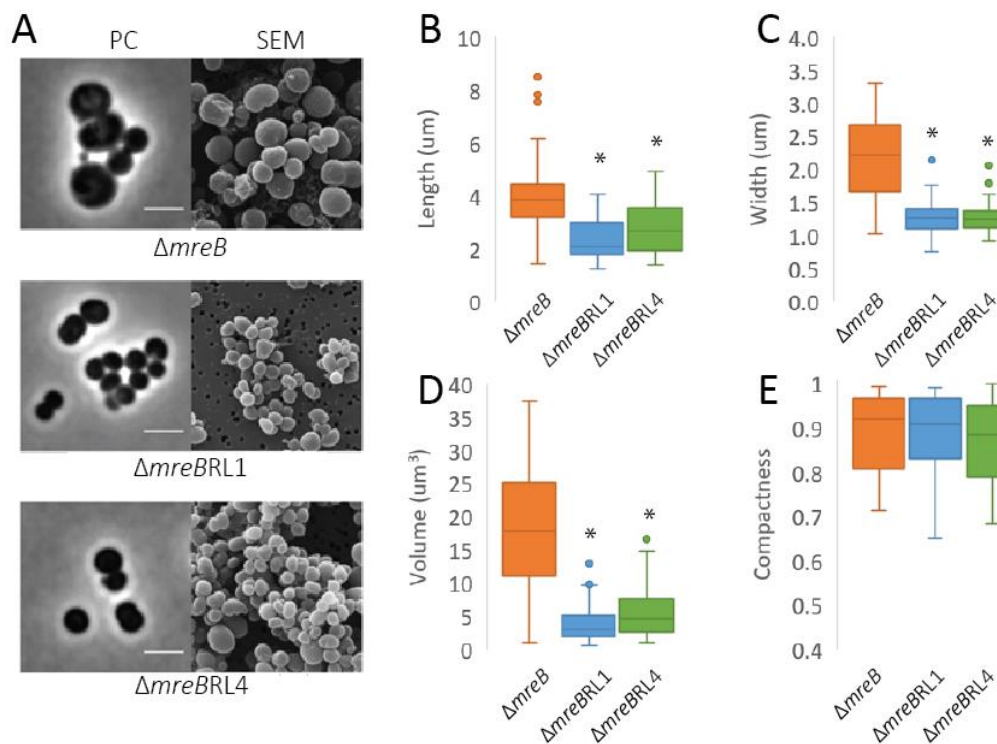 A
PC SEM
ΔmreB
ΔmreBRL1
ΔmreBRL4
B
Length (um)
10
8
6
4
2
0
*
*
ΔmreB ΔmreBRL1 ΔmreBRL4
C
Width (um)
4.0
3.5
3.0
2.5
2.0
1.5
1.0
0.5
0.0
*
*
ΔmreB ΔmreBRL1 ΔmreBRL4
D
Volume (um³)
40
35
30
25
20
15
10
5
0
*
*
ΔmreB ΔmreBRL1 ΔmreBRL4
E
Compactness
1
0.9
0.8
0.7
0.6
0.5
0.4
ΔmreB ΔmreBRL1 ΔmreBRL4